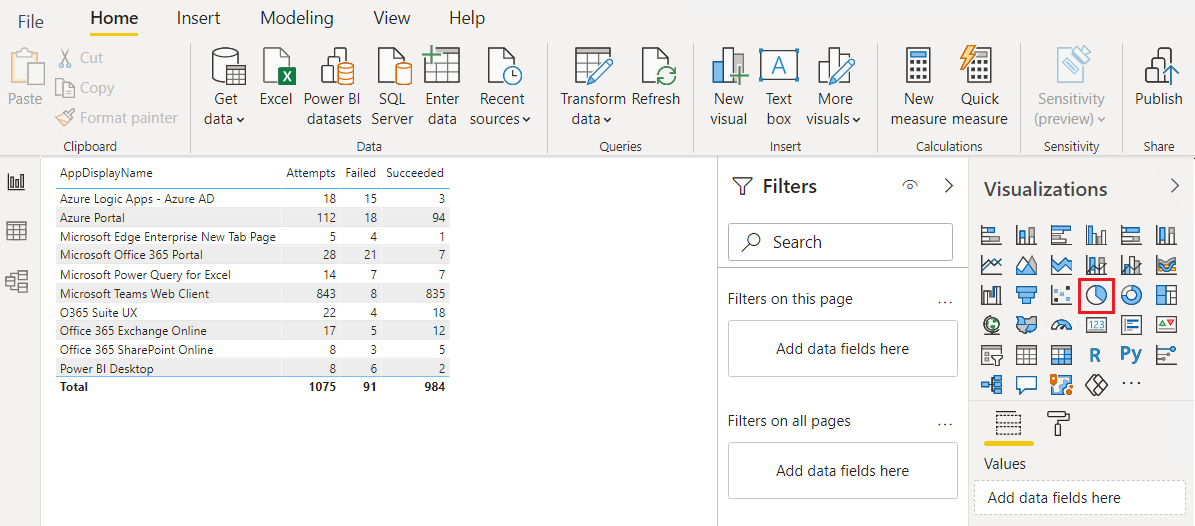 File Home Insert Modeling View Help
Paste
Cut
Copy
Format painter
Clipboard
Get data
Excel
Power BI datasets
SQL Server
Enter data
Recent sources
Data
Transform data
Refresh
Queries
New visual
Text box
More visuals
Insert
New measure
Quick measure
Calculations
Sensitivity (preview)
Sensitivity
Publish
Share
AppDisplayName Attempts Failed Succeeded
Azure Logic Apps - Azure AD 18 15 3
Azure Portal 112 18 94
Microsoft Edge Enterprise New Tab Page 5 4 1
Microsoft Office 365 Portal 28 21 7
Microsoft Power Query for Excel 14 7 7
Microsoft Teams Web Client 843 8 835
O365 Suite UX 22 4 18
Office 365 Exchange Online 17 5 12
Office 365 SharePoint Online 8 3 5
Power BI Desktop 8 6 2
Total 1075 91 984
Filters
Search
Filters on this page ...
Add data fields here
Filters on all pages ...
Add data fields here
Visualizations
123
R Py
...
Values
Add data fields here